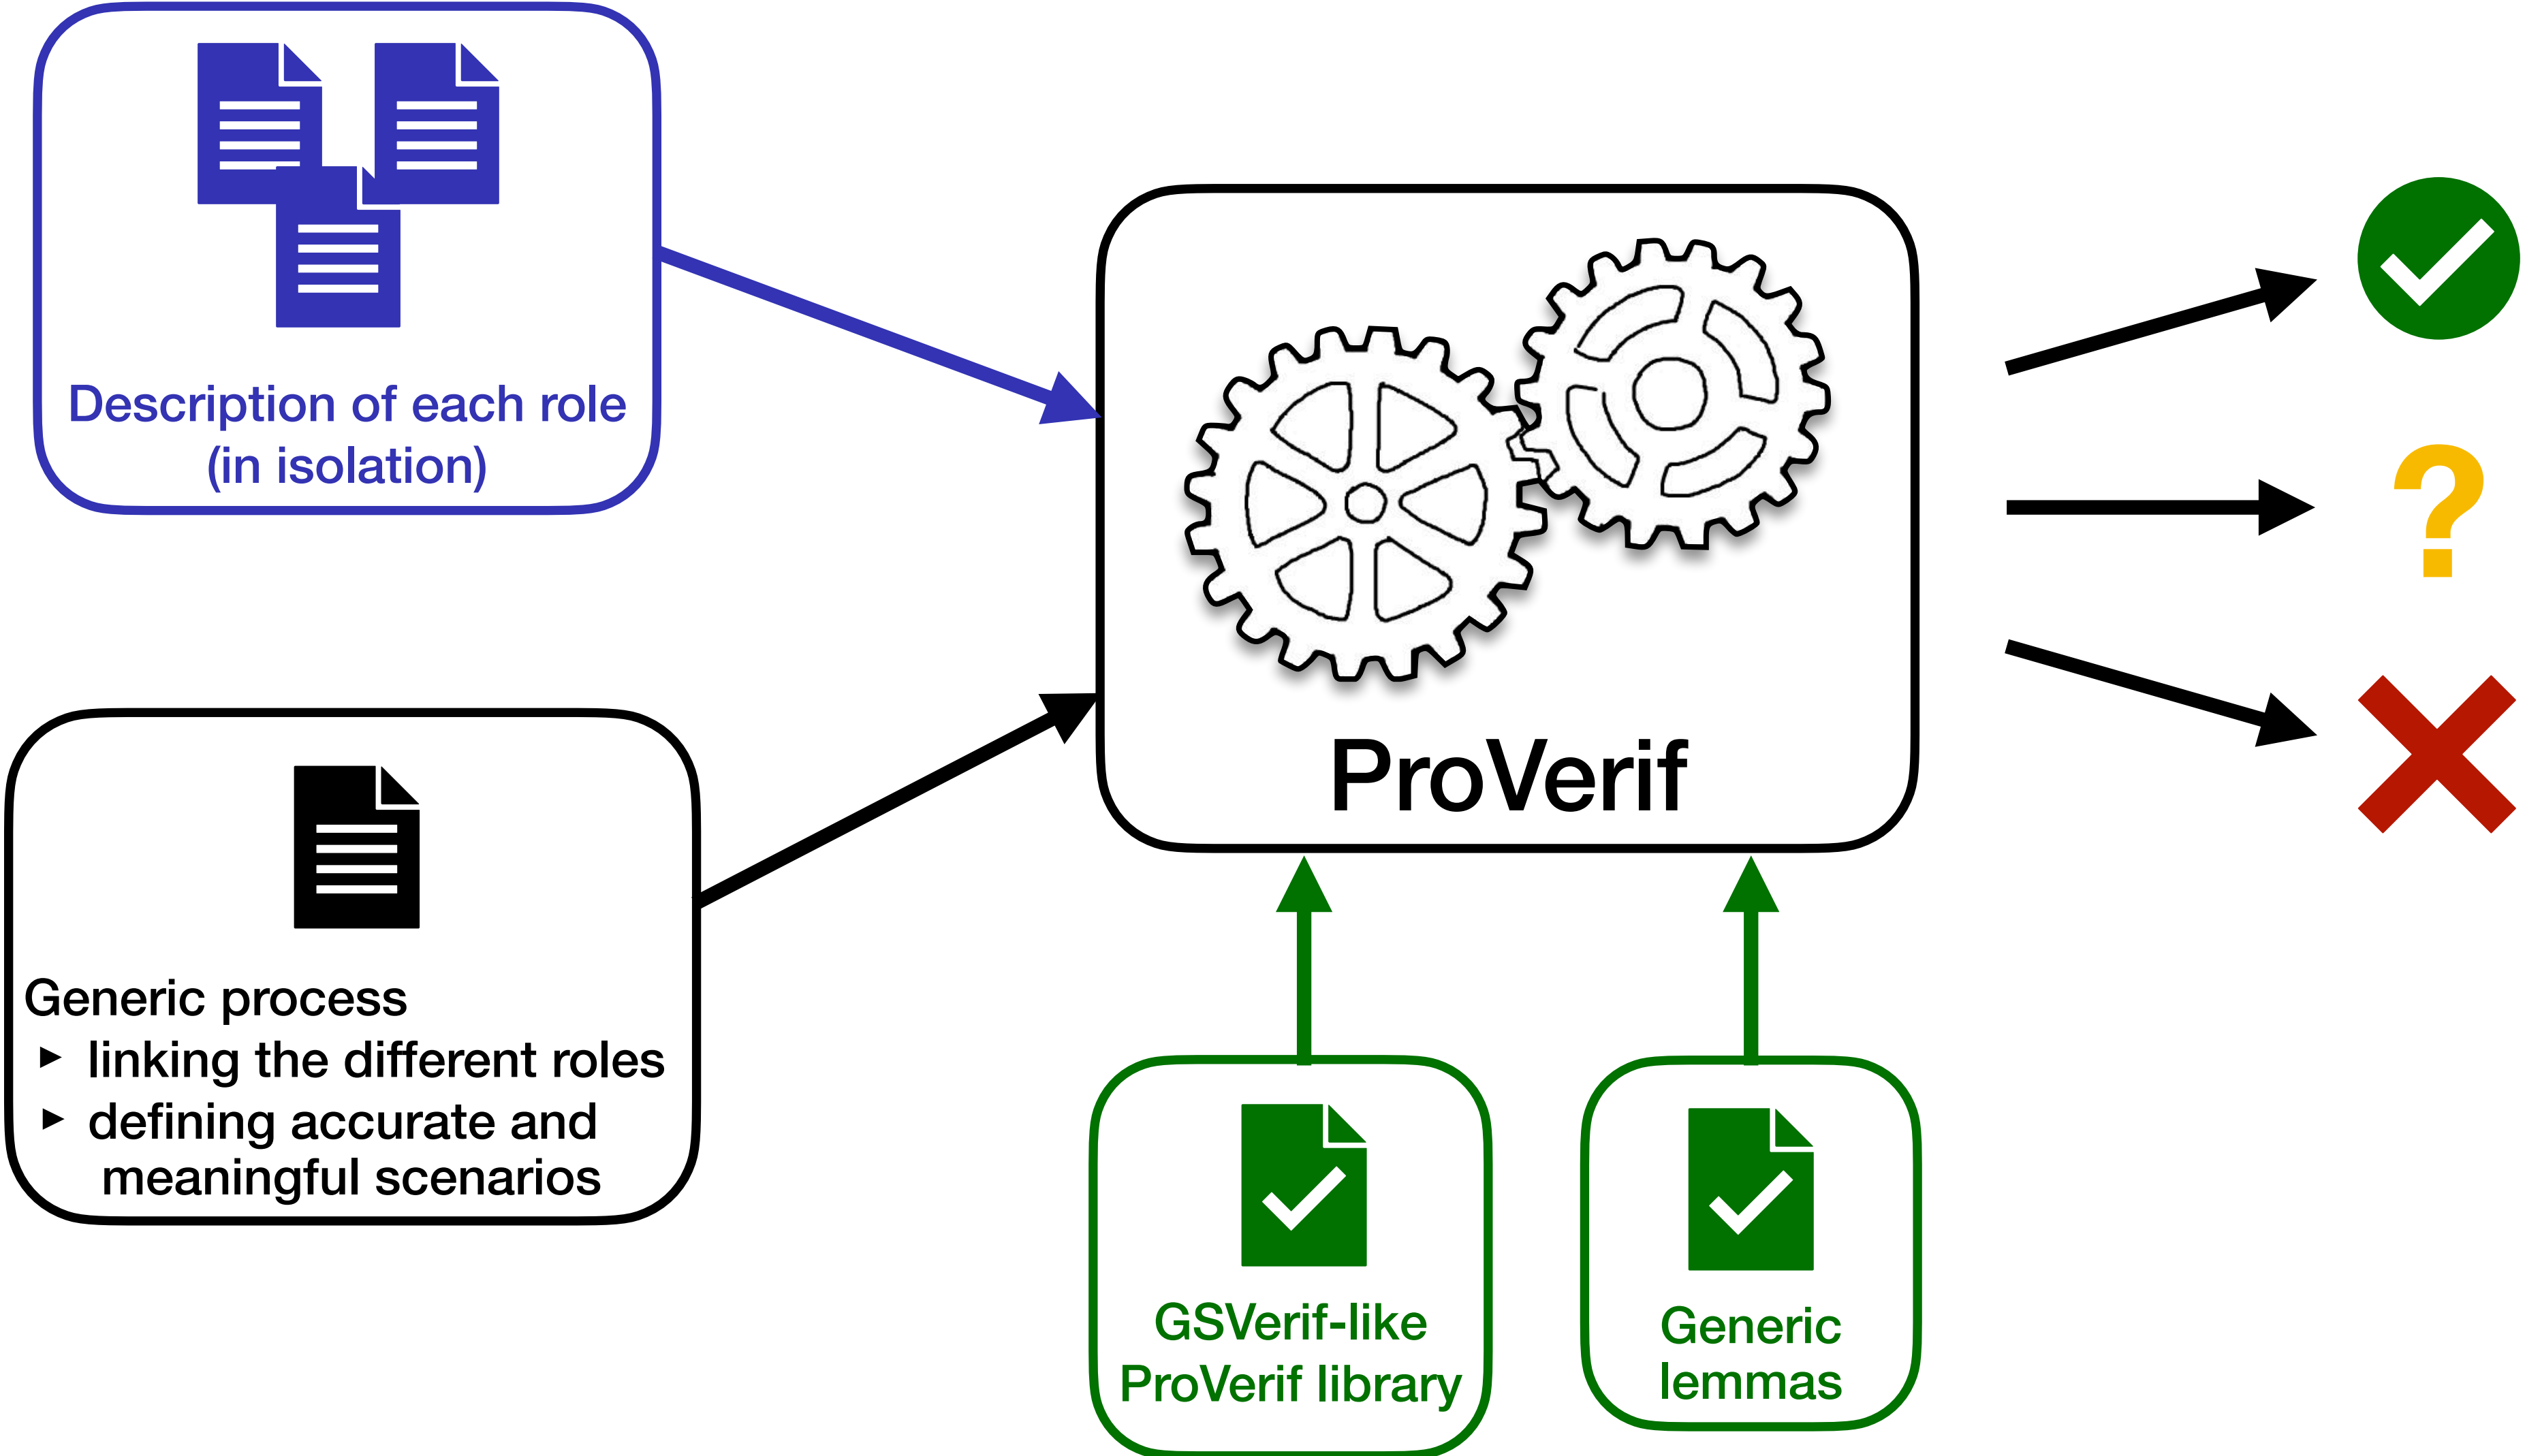 Description of each role
(in isolation)
ProVerif
Generic process
▸ linking the different roles
▸ defining accurate and
meaningful scenarios
GSVerif-like
ProVerif library
Generic
lemmas
?